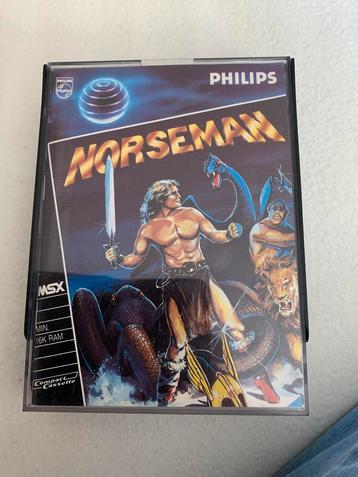 PHILIPS
PHILIPS
NORSEMAN
MSX
MIN.
16K RAM
Compact
Cassette